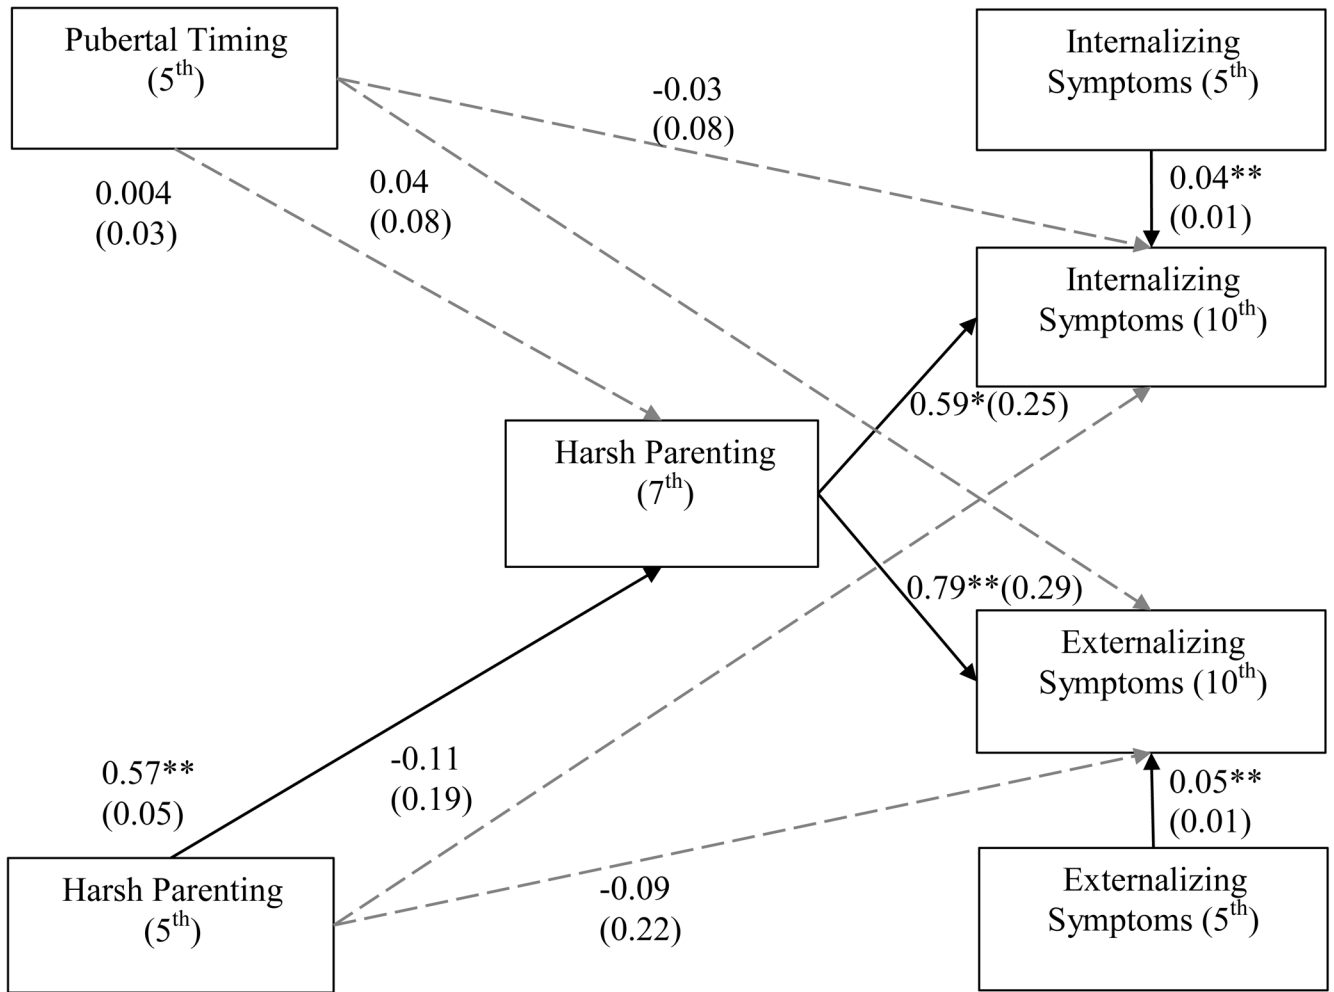 Pubertal Timing
(5th)
Internalizing
Symptoms (5th)
-0.03
(0.08)
0.004
(0.03)
0.04
(0.08)
0.04**
(0.01)
Internalizing
Symptoms (10th)
0.59*(0.25)
Harsh Parenting
(7th)
0.79**(0.29)
Externalizing
Symptoms (10th)
0.57**
(0.05)
-0.11
(0.19)
0.05**
(0.01)
Harsh Parenting
(5th)
-0.09
(0.22)
Externalizing
Symptoms (5th)